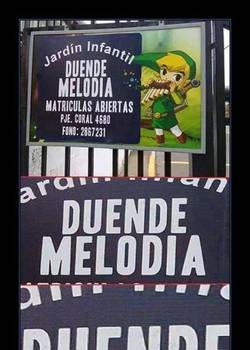 Jardín Infantil
DUENDE
MELODIA
MATRICULAS ABIERTAS
PJE. CORAL 4680
FONO: 2867231
DUENDE
MELODIA
DUENDE